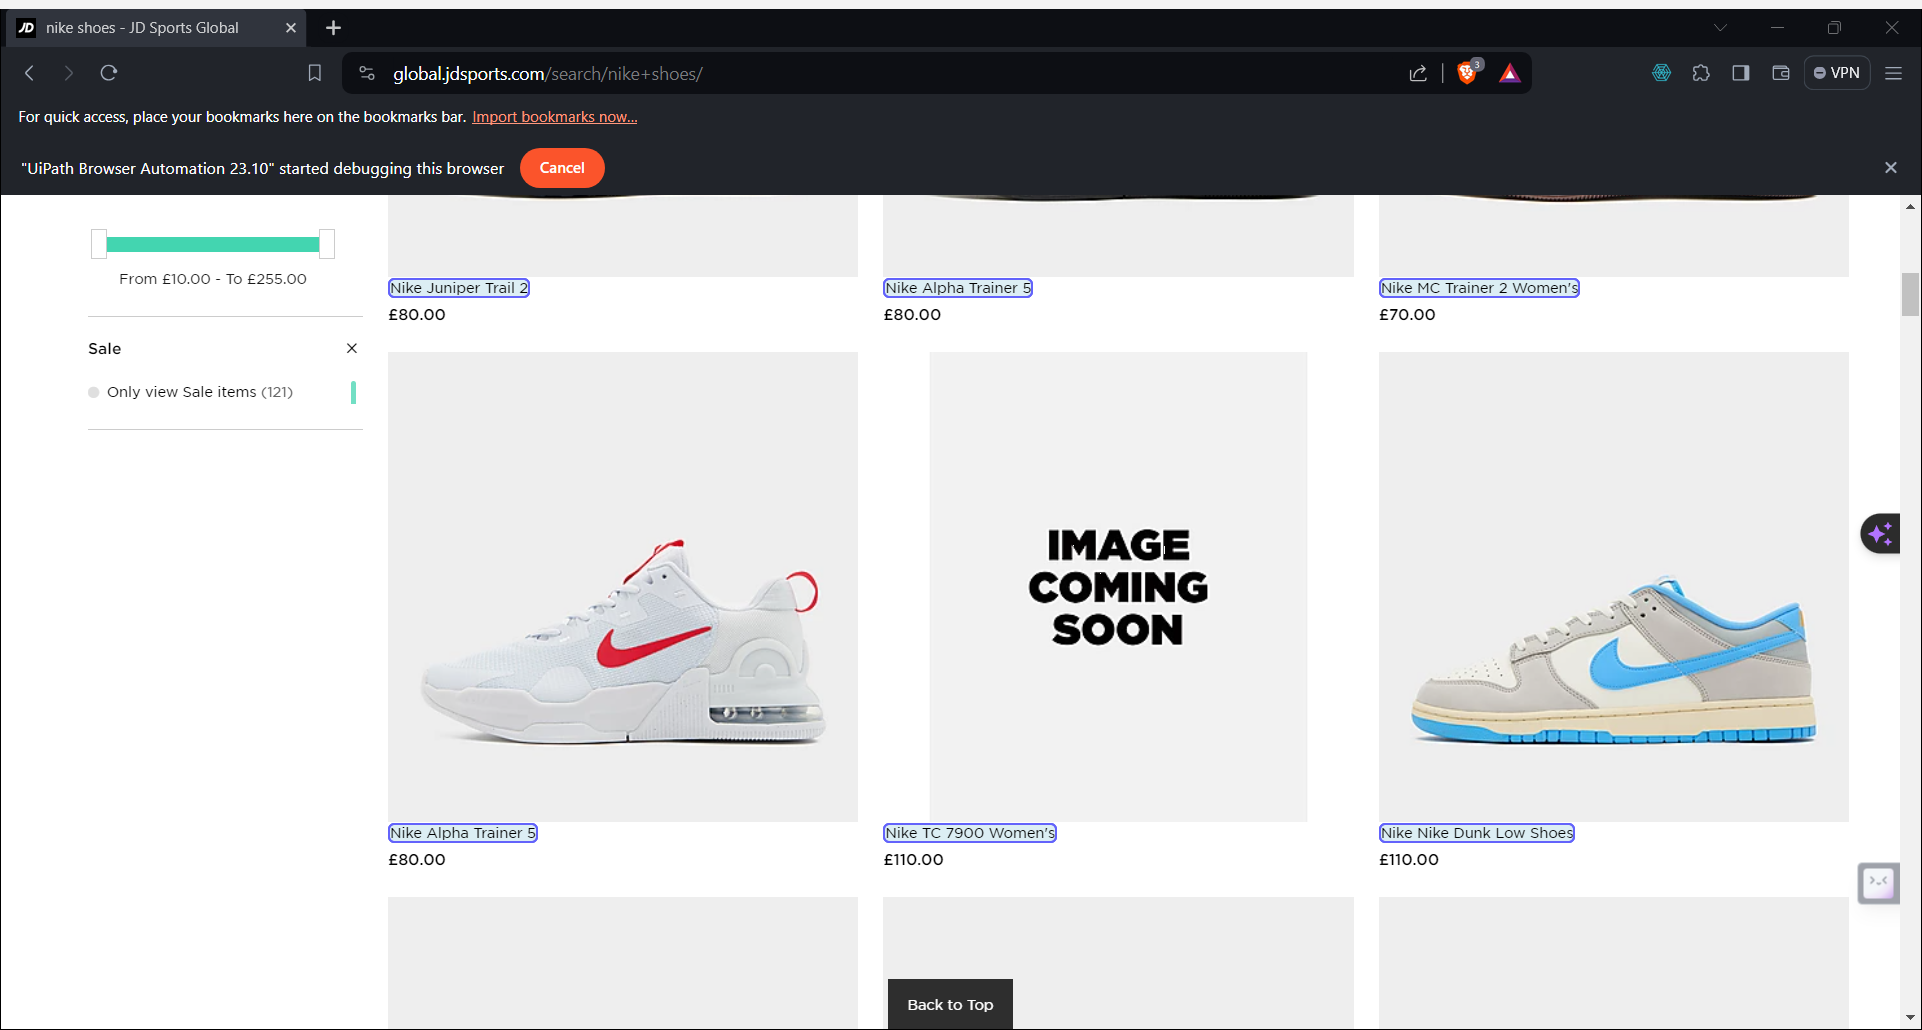 JD nike shoes - JD Sports Global
global.jdsports.com/search/nike+shoes/
3
VPN
For quick access, place your bookmarks here on the bookmarks bar. Import bookmarks now...
"UiPath Browser Automation 23.10" started debugging this browser
Cancel
From £10.00 - To £255.00
Sale
Only view Sale items (121)
Nike Juniper Trail 2
£80.00
Nike Alpha Trainer 5
£80.00
Nike MC Trainer 2 Women's
£70.00
IMAGE
COMING
SOON
Nike Alpha Trainer 5
£80.00
Nike TC 7900 Women's
£110.00
Nike Nike Dunk Low Shoes
£110.00
Back to Top